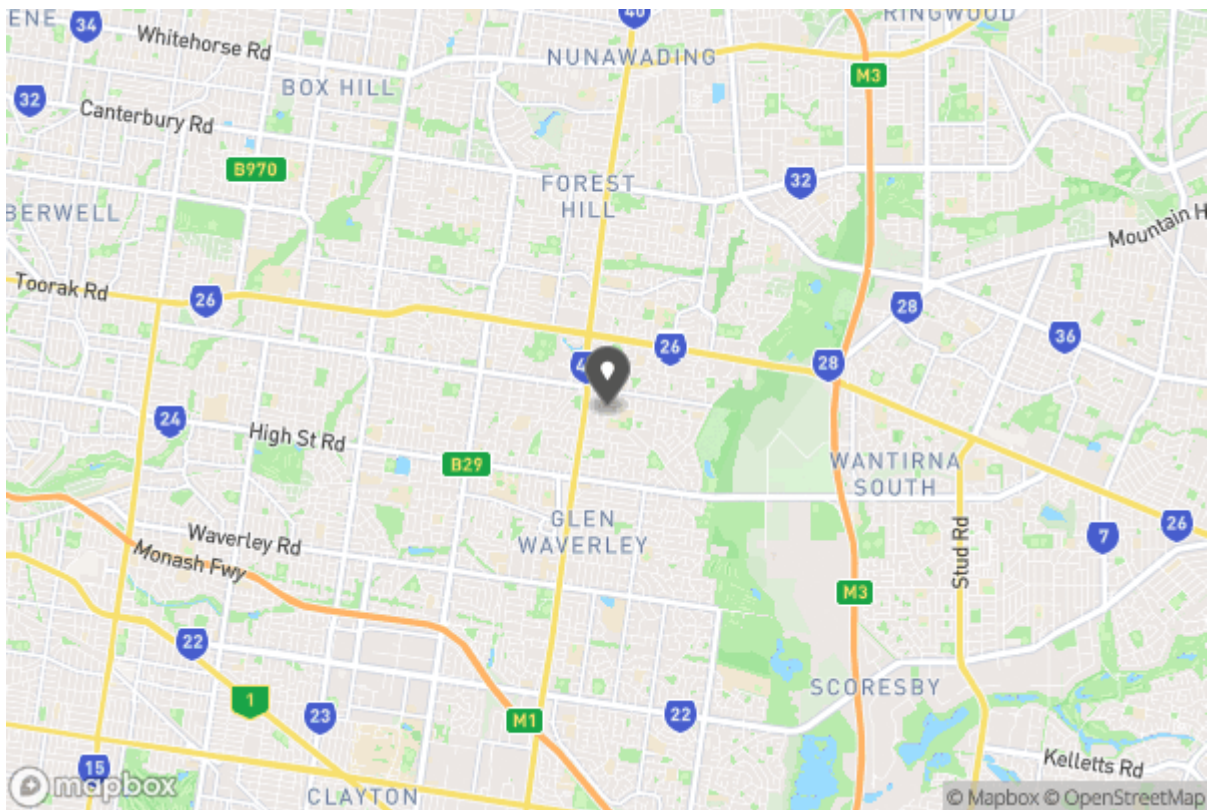 ENE
34
40
RINGWOOD
Whitehorse Rd
NUNAWADING
BOX HILL
M3
32
Canterbury Rd
B970
FOREST
HILL
32
BERWELL
Mountain H
Toorak Rd
26
28
26
36
4
28
24
High St Rd
B29
WANTIRNA
SOUTH
GLEN
WAVERLEY
26
7
Waverley Rd
Monash Fwy
Stud Rd
M3
22
SCORESBY
1
23
M1
22
Kelletts Rd
15
mapbox
CLAYTON
© Mapbox © OpenStreetMap